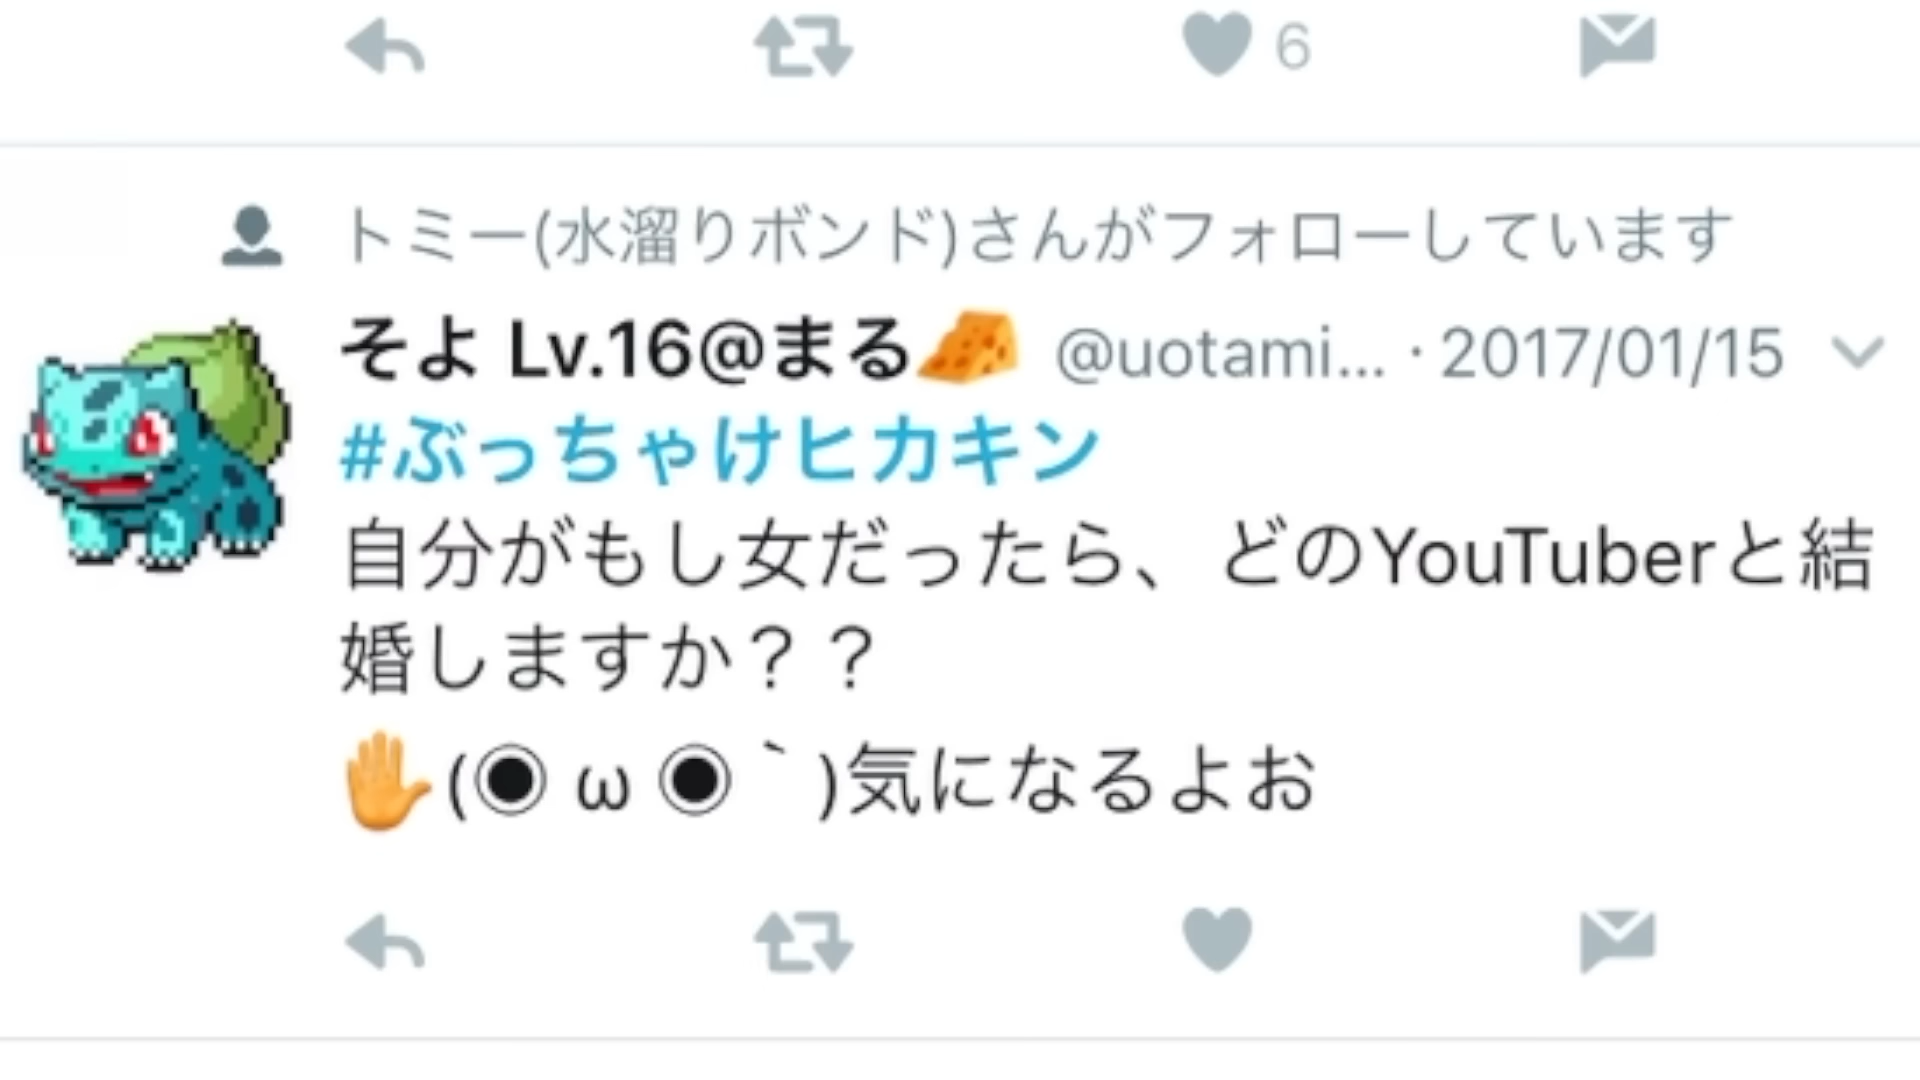 6
トミー(水溜りボンド)さんがフォローしています
そよ Lv.16@まる🧀 @uotami... · 2017/01/15
#ぶっちゃけヒカキン
自分がもし女だったら、どのYouTuberと結
婚しますか？？
✋(◉ ω ◉｀)気になるよお